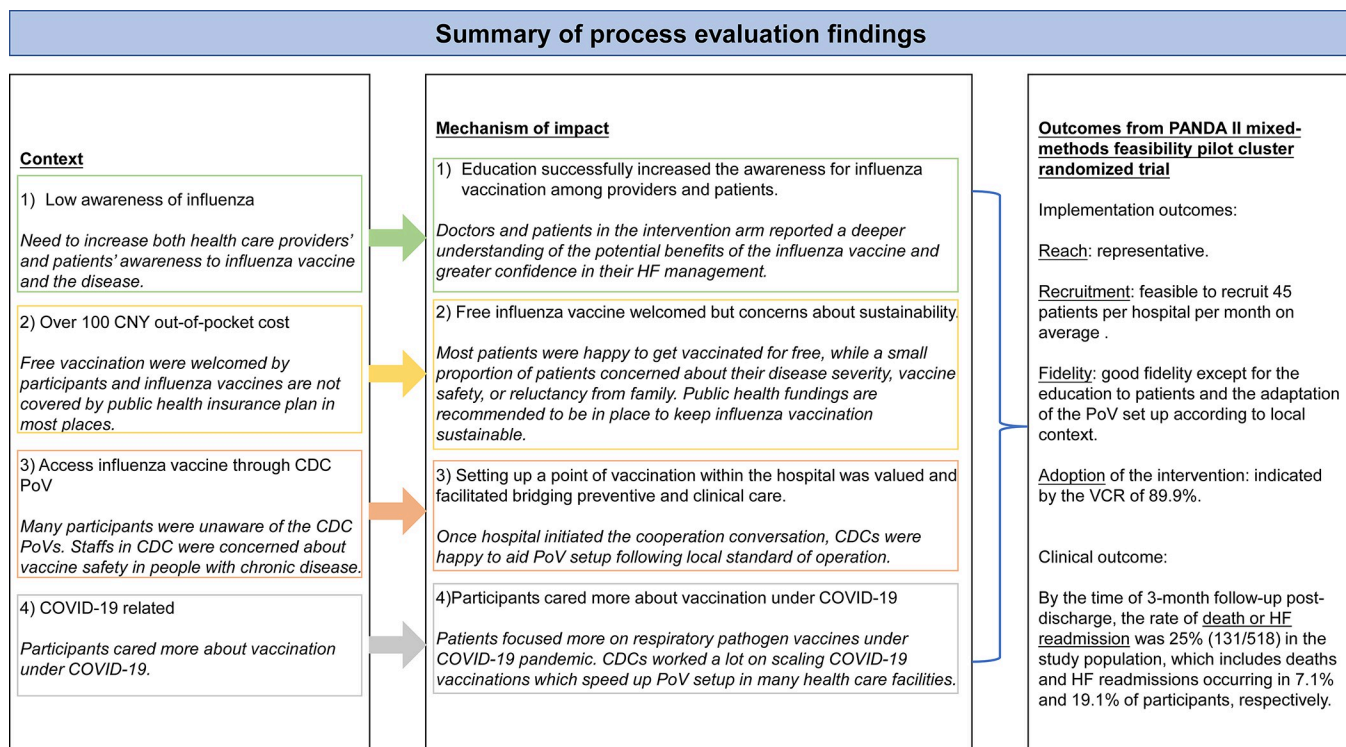 Summary of process evaluation findings
Context
1) Low awareness of influenza
Need to increase both health care providers'
and patients' awareness to influenza vaccine
and the disease.
2) Over 100 CNY out-of-pocket cost
Free vaccination were welcomed by
participants and influenza vaccines are not
covered by public health insurance plan in
most places.
3) Access influenza vaccine through CDC
PoV
Many participants were unaware of the CDC
PoVs. Staffs in CDC were concerned about
vaccine safety in people with chronic disease.
4) COVID-19 related
Participants cared more about vaccination
under COVID-19.
Mechanism of impact
1) Education successfully increased the awareness for influenza
vaccination among providers and patients.
Doctors and patients in the intervention arm reported a deeper
understanding of the potential benefits of the influenza vaccine and
greater confidence in their HF management.
2) Free influenza vaccine welcomed but concerns about sustainability.
Most patients were happy to get vaccinated for free, while a small
proportion of patients concerned about their disease severity, vaccine
safety, or reluctancy from family. Public health fundings are
recommended to be in place to keep influenza vaccination
sustainable.
3) Setting up a point of vaccination within the hospital was valued and
facilitated bridging preventive and clinical care.
Once hospital initiated the cooperation conversation, CDCs were
happy to aid PoV setup following local standard of operation.
4)Participants cared more about vaccination under COVID-19
Patients focused more on respiratory pathogen vaccines under
COVID-19 pandemic. CDCs worked a lot on scaling COVID-19
vaccinations which speed up PoV setup in many health care facilities.
Outcomes from PANDA II mixed-
methods feasibility pilot cluster
randomized trial
Implementation outcomes:
Reach: representative.
Recruitment: feasible to recruit 45
patients per hospital per month on
average .
Fidelity: good fidelity except for the
education to patients and the adaptation
of the PoV set up according to local
context.
Adoption of the intervention: indicated
by the VCR of 89.9%.
Clinical outcome:
By the time of 3-month follow-up post-
discharge, the rate of death or HF
readmission was 25% (131/518) in the
study population, which includes deaths
and HF readmissions occurring in 7.1%
and 19.1% of participants, respectively.